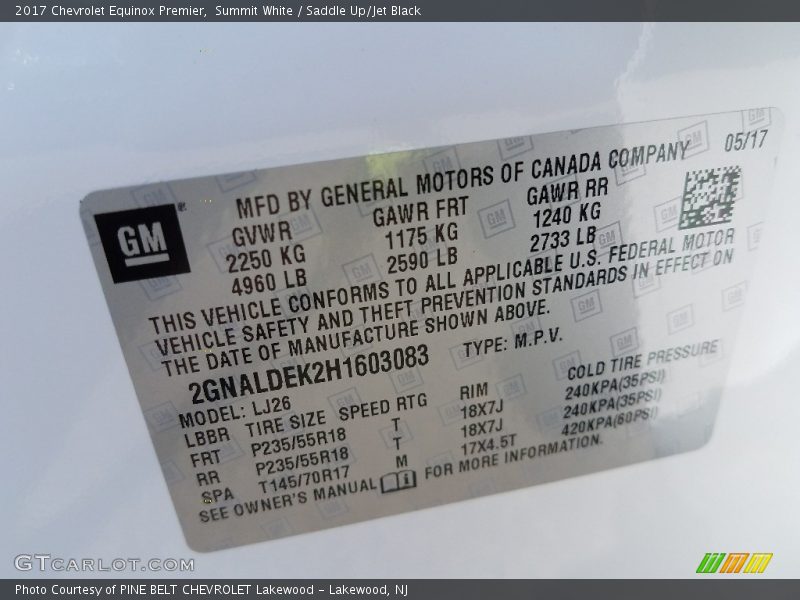 2017 Chevrolet Equinox Premier,  Summit White / Saddle Up/Jet Black
MFD BY GENERAL MOTORS OF CANADA COMPANY 05/17
GM
GVWR GAWR FRT GAWR RR
2250 KG 1175 KG 1240 KG
4960 LB 2590 LB 2733 LB
THIS VEHICLE CONFORMS TO ALL APPLICABLE U.S. FEDERAL MOTOR
VEHICLE SAFETY AND THEFT PREVENTION STANDARDS IN EFFECT ON
THE DATE OF MANUFACTURE SHOWN ABOVE.
2GNALDEK2H1603083 TYPE: M.P.V.
MODEL: LJ26
LBBR TIRE SIZE SPEED RTG RIM COLD TIRE PRESSURE
FRT P235/55R18 T 18X7J 240KPA(35PSI)
RR P235/55R18 T 18X7J 240KPA(35PSI)
SPA T145/70R17 M 17X4.5T 420KPA(60PSI)
SEE OWNER'S MANUAL FOR MORE INFORMATION.
GTCARLOT.COM
Photo Courtesy of PINE BELT CHEVROLET Lakewood - Lakewood, NJ